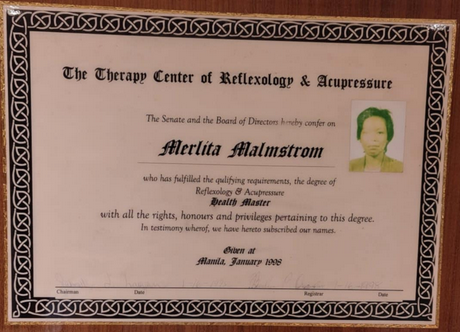 The Therapy Center of Reflexology & Acupressure
The Senate and the Board of Directors hereby confer on
Merlita Malmstrom
who has fulfilled the qulifying requirements, the degree of
Reflexology & Acupressure
Health Master
with all the rights, honours and privileges pertaining to this degree.
In testimony wherof, we have hereto subscribed our names.
Given at
Manila, January 1998
Chairman Date Registrar Date